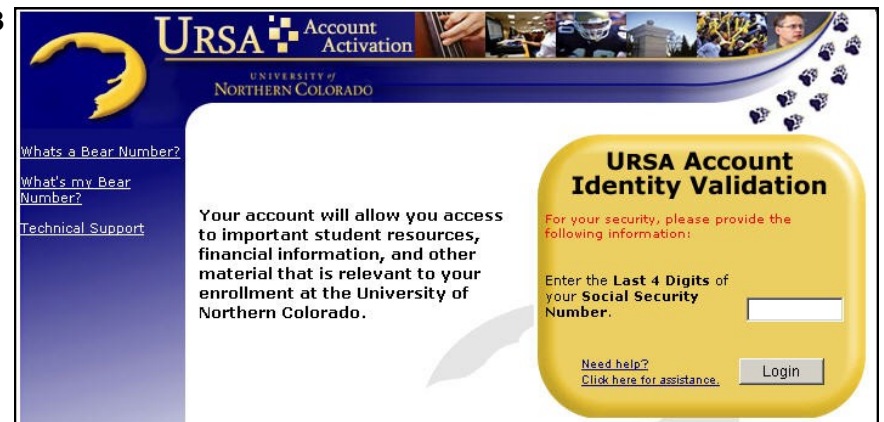 3
URSA Account
Activation
UNIVERSITY of
NORTHERN COLORADO
Whats a Bear Number?
What's my Bear
Number?
Technical Support
Your account will allow you access
to important student resources,
financial information, and other
material that is relevant to your
enrollment at the University of
Northern Colorado.
URSA Account
Identity Validation
For your security, please provide the
following information:
Enter the Last 4 Digits of
your Social Security
Number.
Need help?
Click here for assistance.
Login